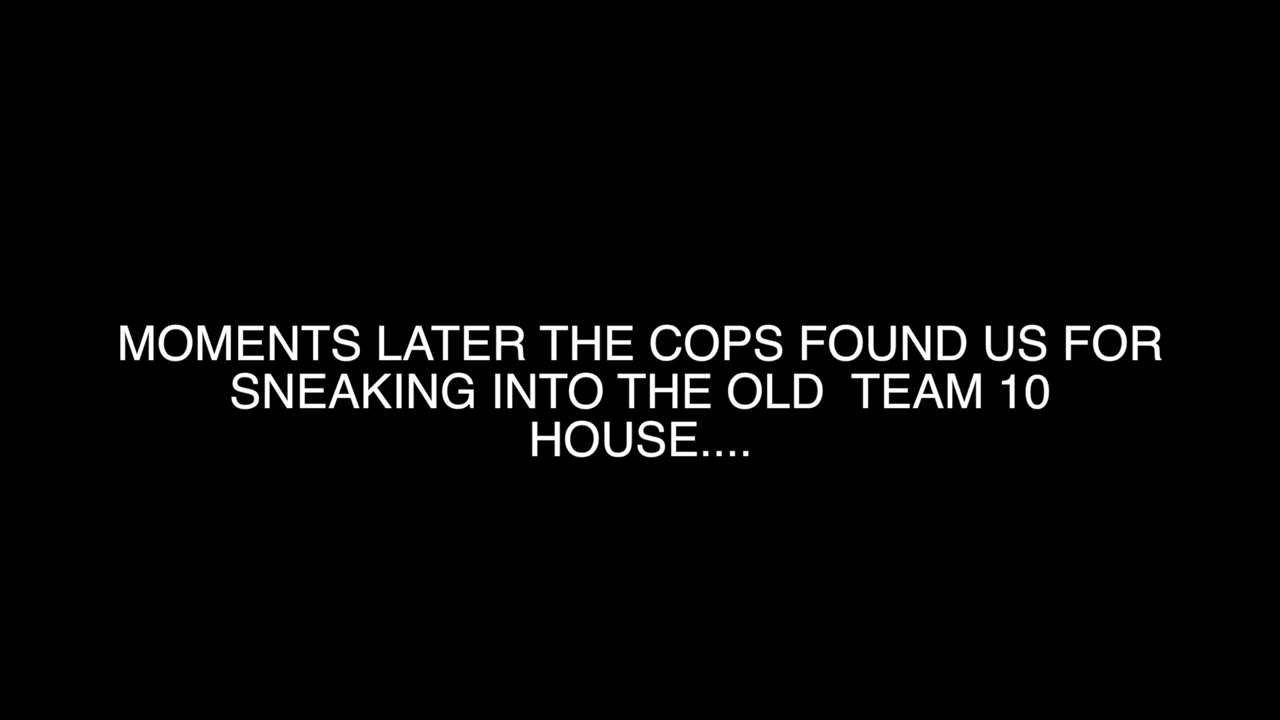 MOMENTS LATER THE COPS FOUND US FOR
SNEAKING INTO THE OLD  TEAM 10
HOUSE....